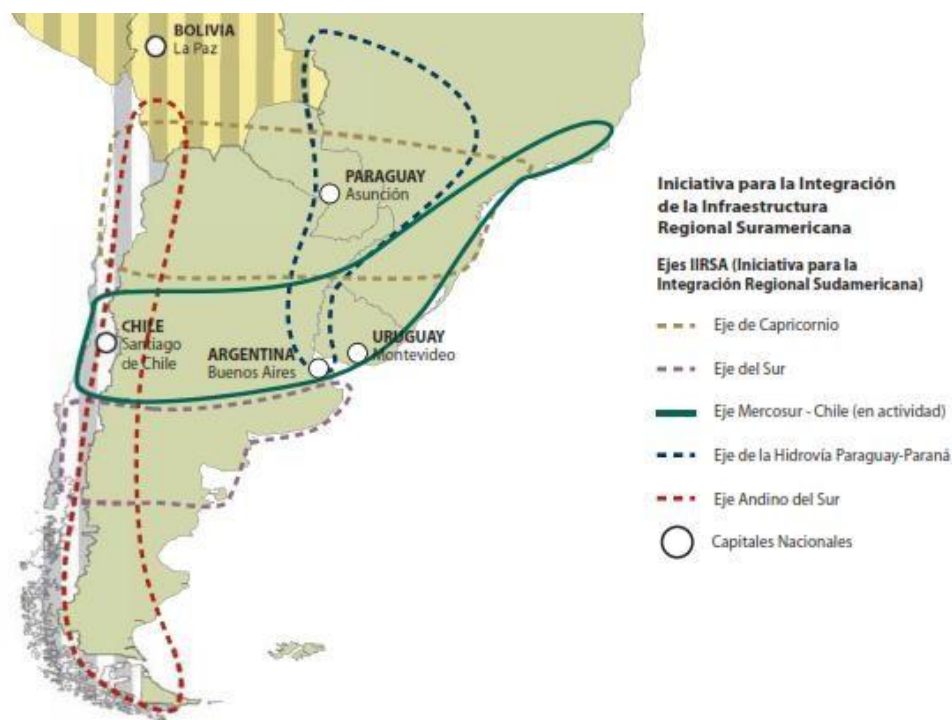 BOLIVIA
La Paz
PARAGUAY
Asunción
CHILE
Santiago
de Chile
ARGENTINA
Buenos Aires
URUGUAY
Montevideo
Iniciativa para la Integración
de la Infraestructura
Regional Suramericana
Ejes IIRSA (Iniciativa para la
Integración Regional Sudamericana)
Eje de Capricornio
Eje del Sur
Eje Mercosur - Chile (en actividad)
Eje de la Hidrovía Paraguay-Paraná
Eje Andino del Sur
Capitales Nacionales